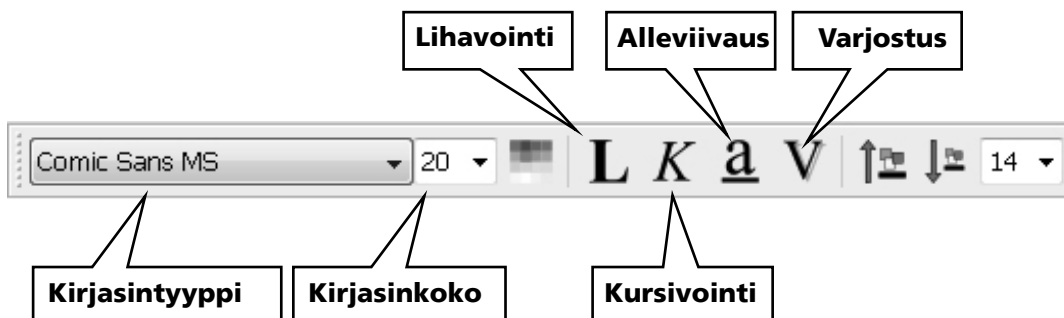 Lihavointi Alleviivaus Varjostus
Comic Sans MS 20 L K a V 14
Kirjasintyyppi Kirjasinkoko Kursivointi